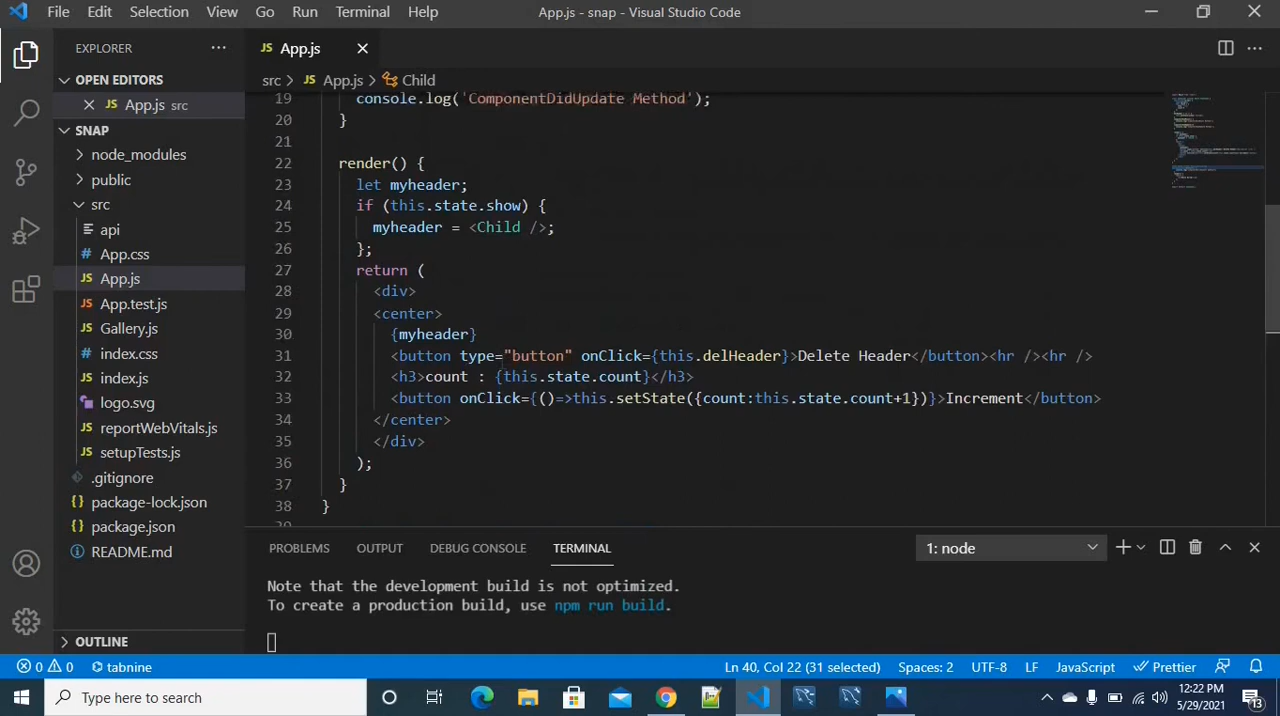 File Edit Selection View Go Run Terminal Help App.js - snap - Visual Studio Code
EXPLORER
OPEN EDITORS
App.js src
SNAP
node_modules
public
src
api
App.css
App.js
App.test.js
Gallery.js
index.css
index.js
logo.svg
reportWebVitals.js
setupTests.js
.gitignore
package-lock.json
package.json
README.md
OUTLINE
JS App.js
src > JS App.js > Child
19 console.log('ComponentDidUpdate Method');
20 }
21
22 render() {
23 let myheader;
24 if (this.state.show) {
25 myheader = <Child />;
26 };
27 return (
28 <div>
29 <center>
30 {myheader}
31 <button type="button" onClick={this.delHeader}>Delete Header</button><hr /><hr />
32 <h3>count : {this.state.count}</h3>
33 <button onClick={()=>this.setState({count:this.state.count+1})}>Increment</button>
34 </center>
35 </div>
36 );
37 }
38 }
PROBLEMS OUTPUT DEBUG CONSOLE TERMINAL 1: node
Note that the development build is not optimized.
To create a production build, use npm run build.
0 0 tabnine Ln 40, Col 22 (31 selected) Spaces: 2 UTF-8 LF JavaScript Prettier
Type here to search 12:22 PM
5/29/2021 13